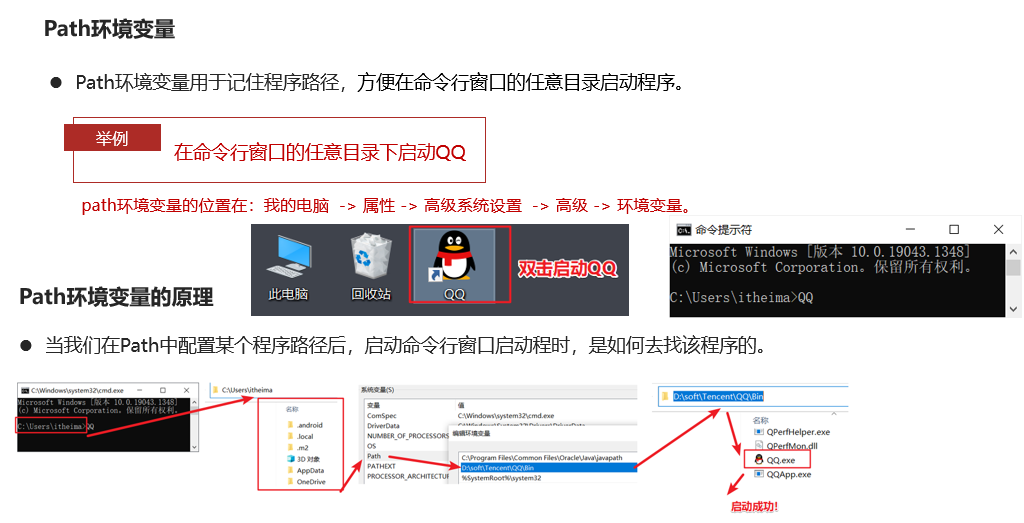 Path环境变量
● Path环境变量用于记住程序路径，方便在命令行窗口的任意目录启动程序。
举例
在命令行窗口的任意目录下启动QQ
path环境变量的位置在：我的电脑 -> 属性 -> 高级系统设置 -> 高级 -> 环境变量。
此电脑
回收站
QQ
双击启动QQ
命令提示符
Microsoft Windows [版本 10.0.19043.1348]
(c) Microsoft Corporation。保留所有权利。
C:\Users\itheima>QQ
Path环境变量的原理
● 当我们在Path中配置某个程序路径后，启动命令行窗口启动程时，是如何去找该程序的。
C:\Windows\system32\cmd.exe
Microsoft Windows [版本 10.0.19043.1348]
(c) Microsoft Corporation。保留所有权利。
C:\Users\itheima>QQ
C:\Users\itheima
名称
.android
.local
.m2
3D 对象
AppData
OneDrive
系统变量(S)
变量 值
ComSpec C:\Windows\system32\cmd.exe
DriverData
NUMBER_OF_PROCESSORS
OS
Path
PATHEXT
PROCESSOR_ARCHITECTU
编辑环境变量
C:\Program Files\Common Files\Oracle\Java\javapath
D:\soft\Tencent\QQ\Bin
%SystemRoot%\system32
D:\soft\Tencent\QQ\Bin
名称
QPerfHelper.exe
QPerfMon.dll
QQ.exe
QQApp.exe
启动成功!